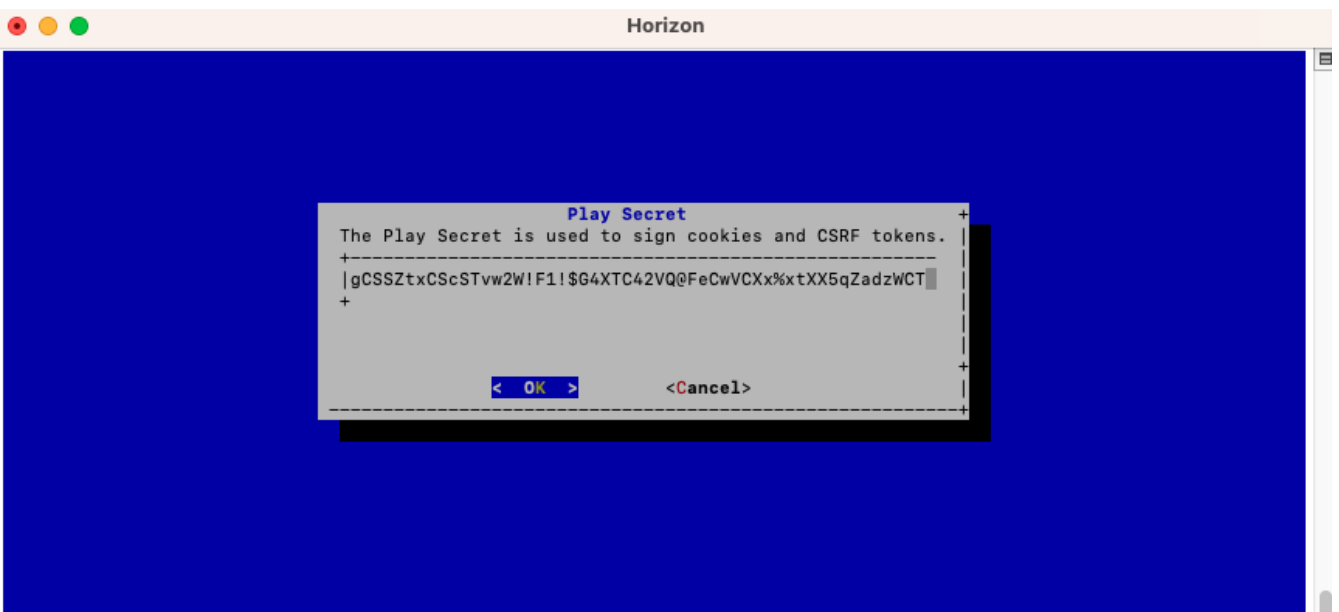 Horizon
Play Secret
The Play Secret is used to sign cookies and CSRF tokens.
gCSSZtxCScSTvw2W!F1!$G4XTC42VQ@FeCwVCXx%xtXX5qZadzWCT
< OK > <Cancel>